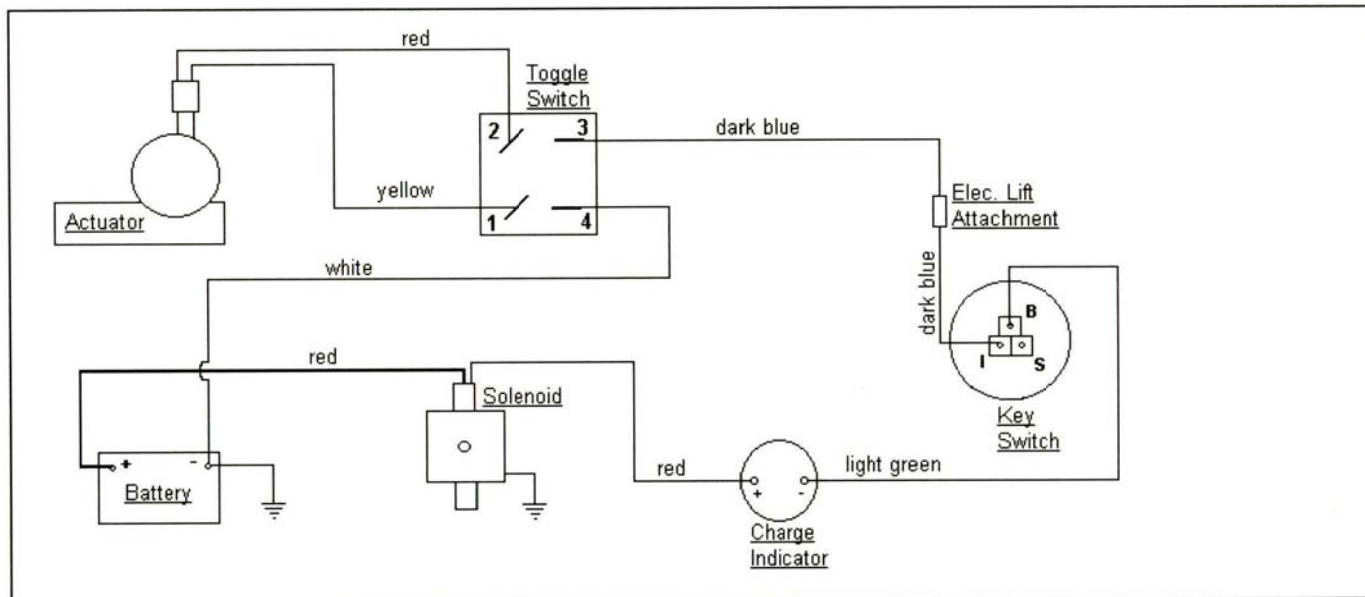 red
Toggle
Switch
2
3
dark blue
yellow
1
4
Elec. Lift
Attachment
Actuator
white
dark blue
B
I
S
red
Solenoid
Key
Switch
+
-
Battery
red
light green
+
-
Charge
Indicator